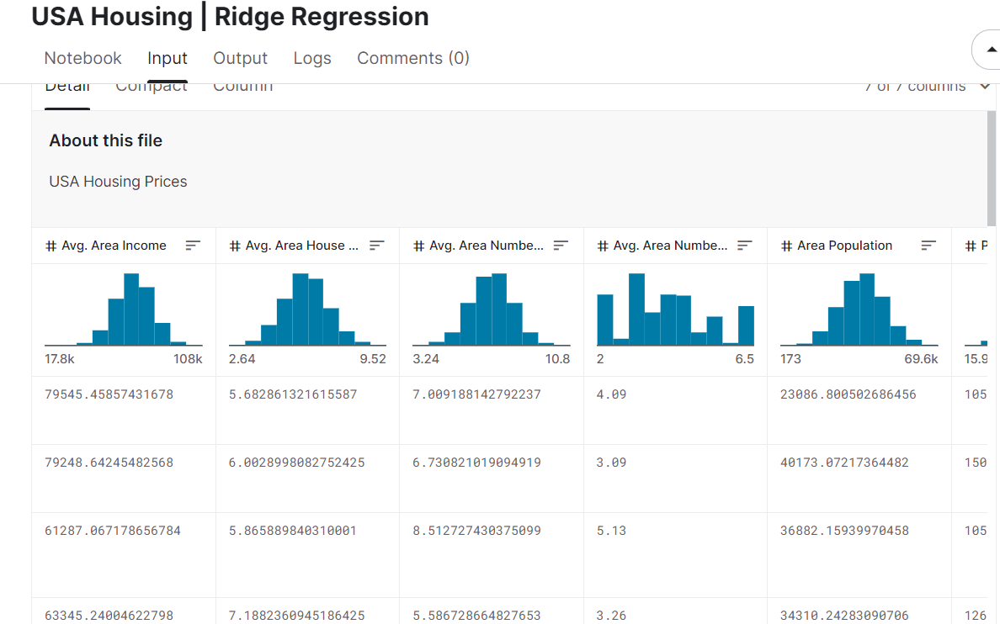 USA Housing | Ridge Regression
Notebook Input Output Logs Comments (0)
Detail Compact Column 7 of 7 columns
About this file
USA Housing Prices
# Avg. Area Income # Avg. Area House ... # Avg. Area Numbe... # Avg. Area Numbe... # Area Population # P
17.8k 108k 2.64 9.52 3.24 10.8 2 6.5 173 69.6k 15.9
79545.45857431678 5.682861321615587 7.009188142792237 4.09 23086.800502686456 105
79248.64245482568 6.0028998082752425 6.730821019094919 3.09 40173.07217364482 150
61287.067178656784 5.865889840310001 8.512727430375099 5.13 36882.15939970458 105
63345.24004622798 7.1882360945186425 5.586728664827653 3.26 34310.24283090706 126